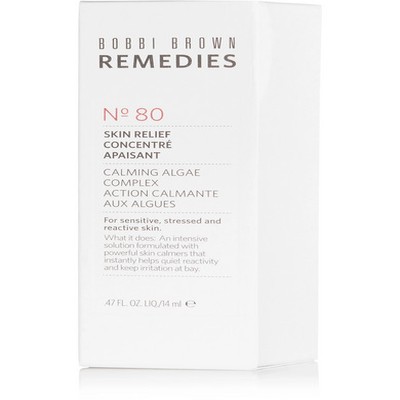 BOBBI BROWN
REMEDIES
Nº 80
SKIN RELIEF
CONCENTRÉ
APAISANT
CALMING ALGAE
COMPLEX
ACTION CALMANTE
AUX ALGUES
For sensitive, stressed and
reactive skin.
What it does: An intensive
solution formulated with
powerful skin calmers that
instantly helps quiet reactivity
and keep irritation at bay.
.47 FL. OZ. LIQ./14 ml ℮